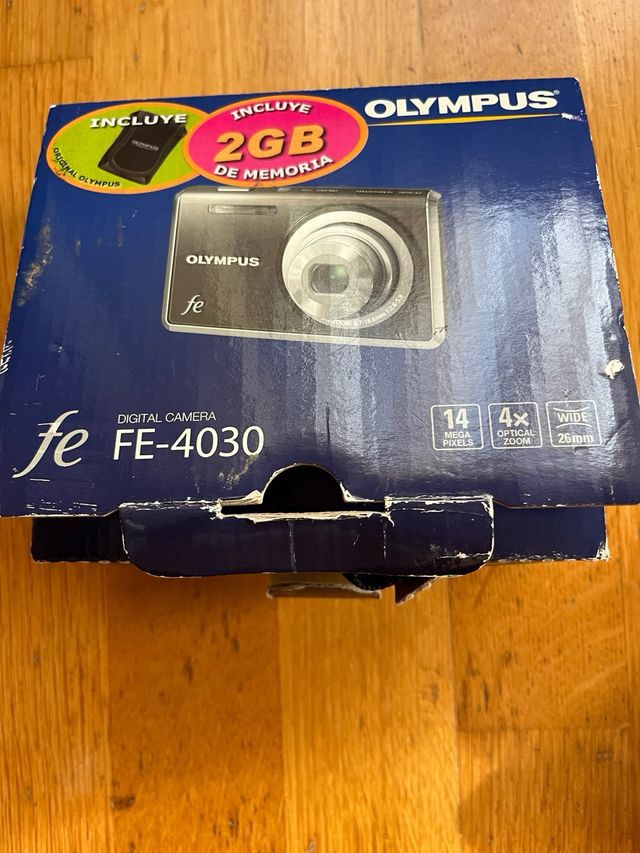 INCLUYE
OLYMPUS
ORIGINAL OLYMPUS
INCLUYE
2GB
DE MEMORIA
OLYMPUS®
OLYMPUS
fe
fe
DIGITAL CAMERA
FE-4030
14
MEGA
PIXELS
4x
OPTICAL
ZOOM
WIDE
26mm